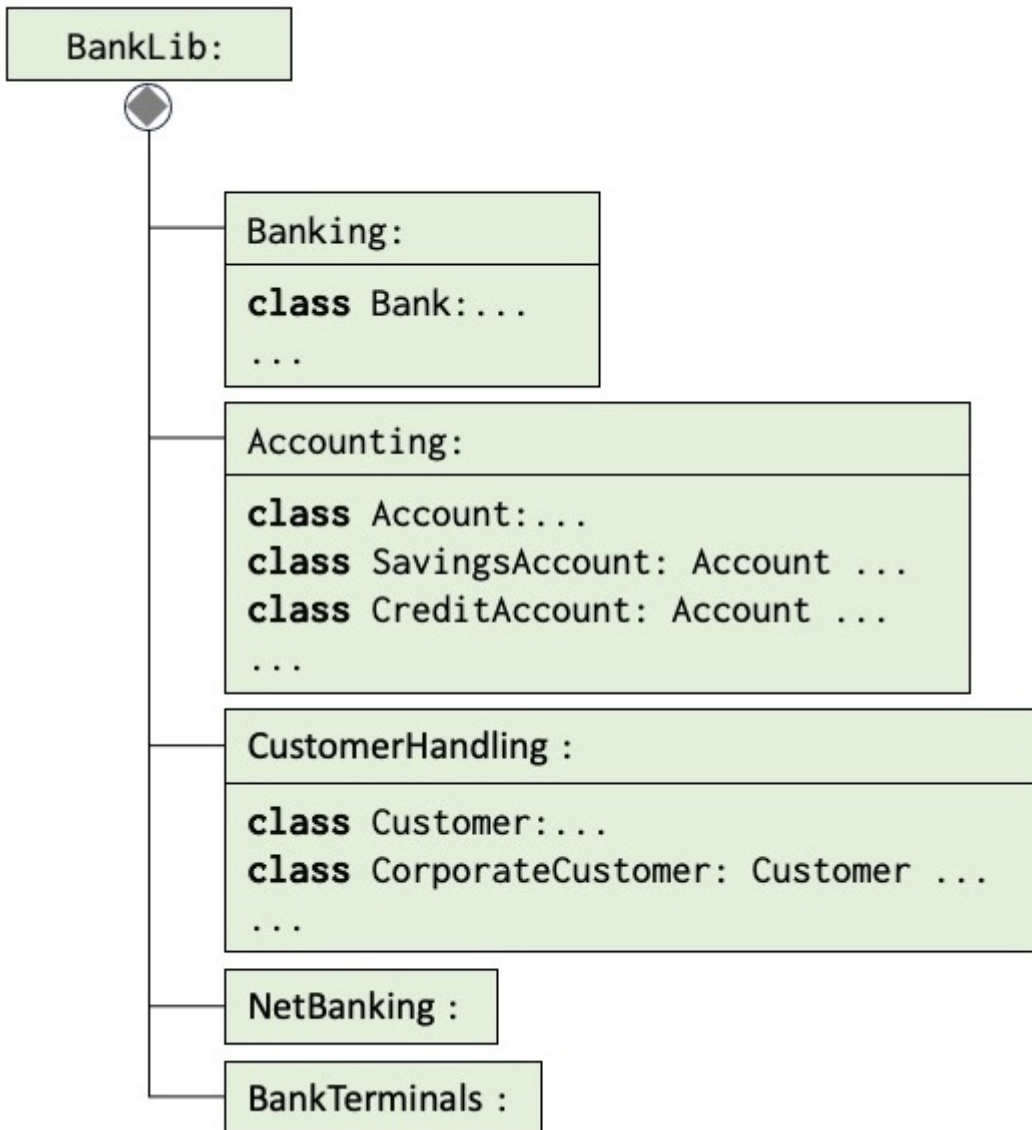 BankLib:
Banking:
class Bank:...
...
Accounting:
class Account:...
class SavingsAccount: Account ...
class CreditAccount: Account ...
...
CustomerHandling :
class Customer:...
class CorporateCustomer: Customer ...
...
NetBanking :
BankTerminals :